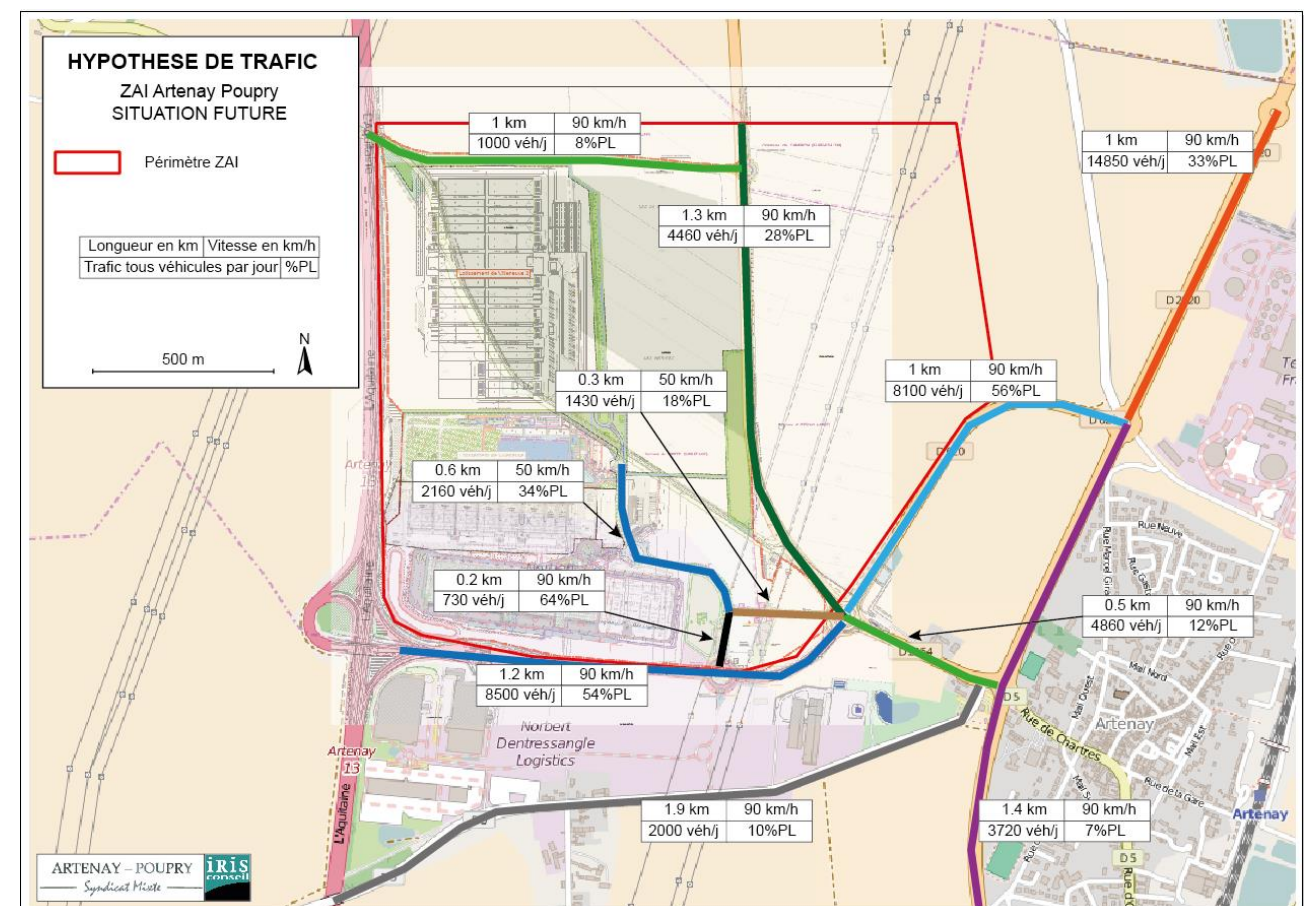 HYPOTHESE DE TRAFIC
ZAI Artenay Poupry
SITUATION FUTURE
Périmètre ZAI
Longueur en km Vitesse en km/h
Trafic tous véhicules par jour %PL
500 m
N
1 km 90 km/h
1000 véh/j 8%PL
1 km 90 km/h
14850 véh/j 33%PL
1.3 km 90 km/h
4460 véh/j 28%PL
1 km 90 km/h
8100 véh/j 56%PL
0.3 km 50 km/h
1430 véh/j 18%PL
0.6 km 50 km/h
2160 véh/j 34%PL
0.2 km 90 km/h
730 véh/j 64%PL
0.5 km 90 km/h
4860 véh/j 12%PL
1.2 km 90 km/h
8500 véh/j 54%PL
1.9 km 90 km/h
2000 véh/j 10%PL
1.4 km 90 km/h
3720 véh/j 7%PL
L'Aquitaine
Artenay
13
L'Aquitaine
Norbert
Dentressangle
Logistics
D5
Rue de Chartres
Rue Neuve
Mail Ouest
Mail Nord
Mail Est
Artenay
Rue de la Gare
Artenay
D5
ARTENAY – POUPRY
Syndicat Mixte
iRiS
conseil